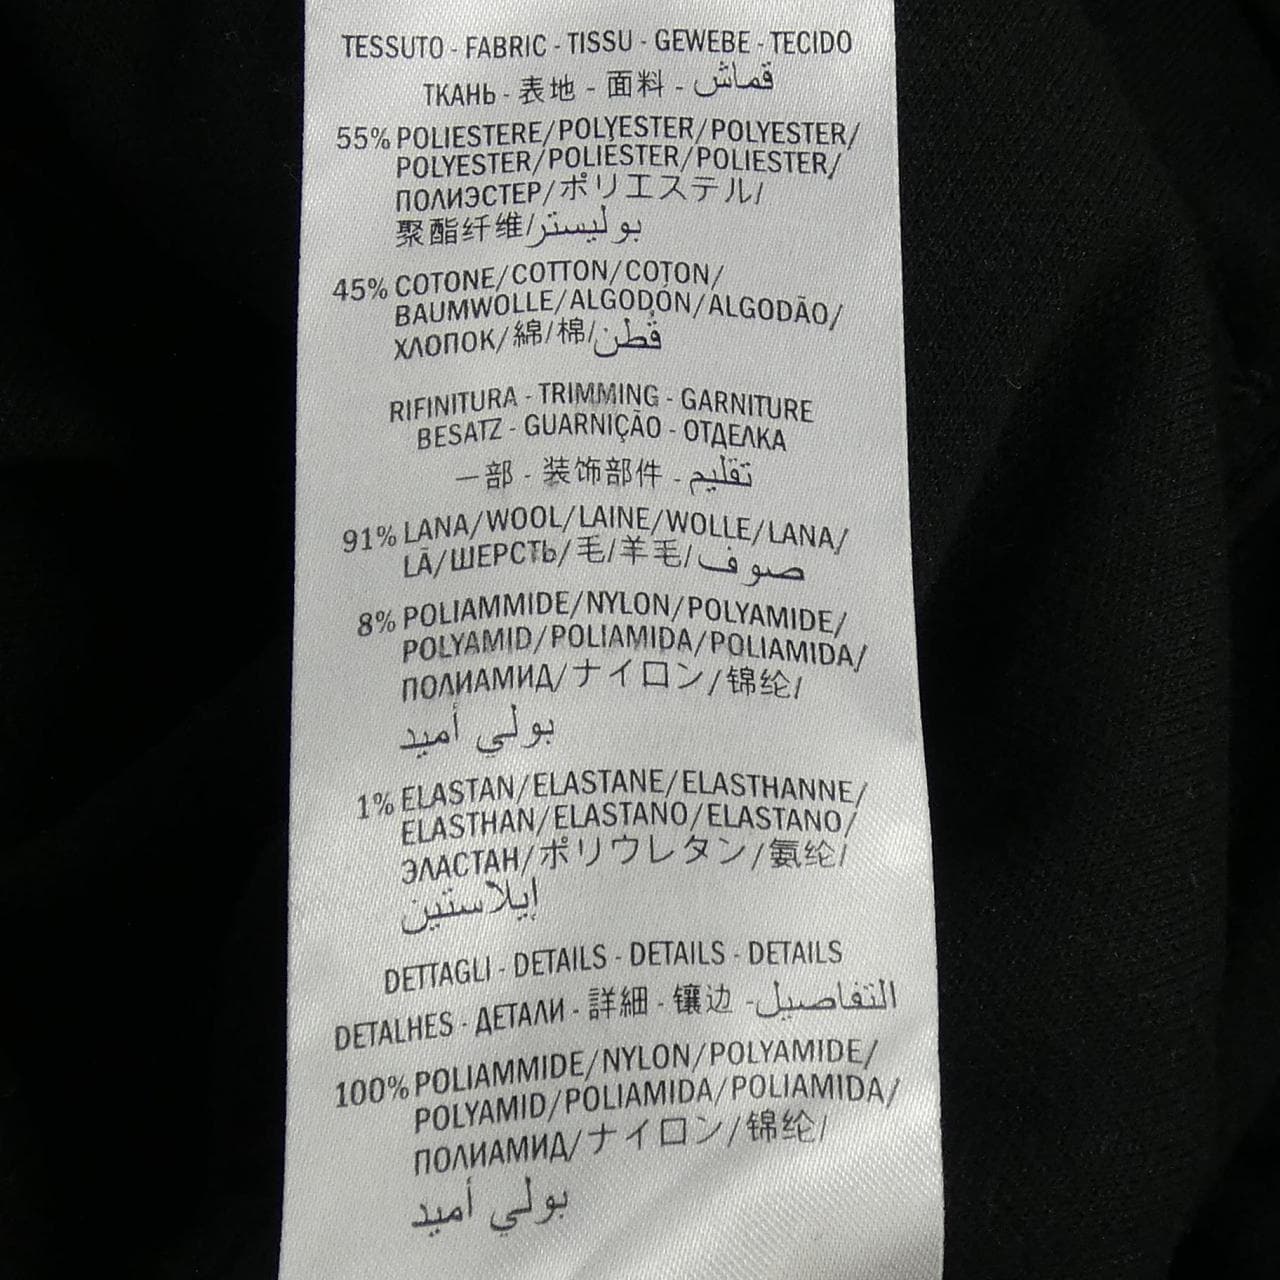 TESSUTO - FABRIC - TISSU - GEWEBE - TECIDO
ТКАНЬ - 表地 - 面料 - قماش
55% POLIESTERE/POLYESTER/POLYESTER/
POLYESTER/POLIESTER/POLIESTER/
ПОЛИЭСТЕР/ポリエステル/
聚酯纤维/بوليستر
45% COTONE/COTTON/COTON/
BAUMWOLLE/ALGODÓN/ALGODÃO/
ХЛОПОК/綿/棉/قُطن
RIFINITURA - TRIMMING - GARNITURE
BESATZ - GUARNIÇÃO - ОТДЕЛКА
一部 - 装饰部件 - تقليم
91% LANA/WOOL/LAINE/WOLLE/LANA/
LÃ/ШЕРСТЬ/毛/羊毛/صوف
8% POLIAMMIDE/NYLON/POLYAMIDE/
POLYAMID/POLIAMIDA/POLIAMIDA/
ПОЛИАМИД/ナイロン/锦纶/
بولي أميد
1% ELASTAN/ELASTANE/ELASTHANNE/
ELASTHAN/ELASTANO/ELASTANO/
ЭЛАСТАН/ポリウレタン/氨纶/
إيلاستين
DETTAGLI - DETAILS - DETAILS - DETAILS
DETALHES - ДЕТАЛИ - 詳細 - 镶边 - التفاصيل
100% POLIAMMIDE/NYLON/POLYAMIDE/
POLYAMID/POLIAMIDA/POLIAMIDA/
ПОЛИАМИД/ナイロン/锦纶/
بولي أميد